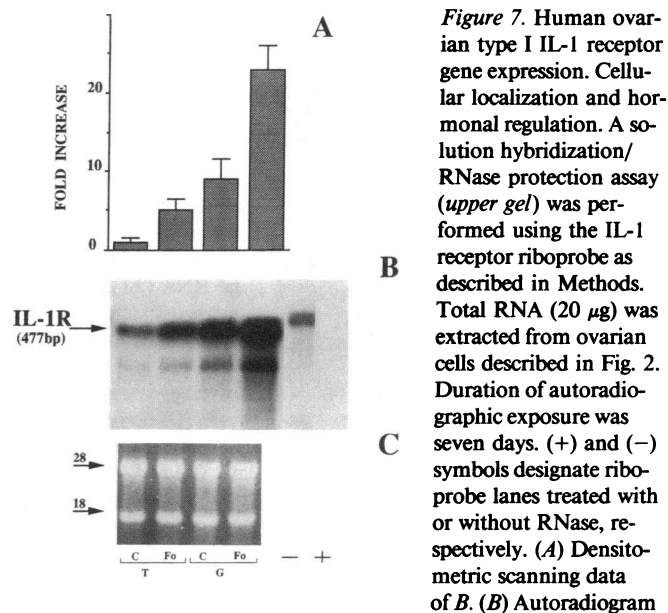 A
FOLD INCREASE
20
10
0
B
IL-1R
(477bp)
C
28
18
C Fo C Fo − +
T G
Figure 7. Human ovar-
ian type I IL-1 receptor
gene expression. Cellu-
lar localization and hor-
monal regulation. A so-
lution hybridization/
RNase protection assay
(upper gel) was per-
formed using the IL-1
receptor riboprobe as
described in Methods.
Total RNA (20 μg) was
extracted from ovarian
cells described in Fig. 2.
Duration of autoradio-
graphic exposure was
seven days. (+) and (−)
symbols designate ribo-
probe lanes treated with
or without RNase, re-
spectively. (A) Densito-
metric scanning data
of B. (B) Autoradiogram